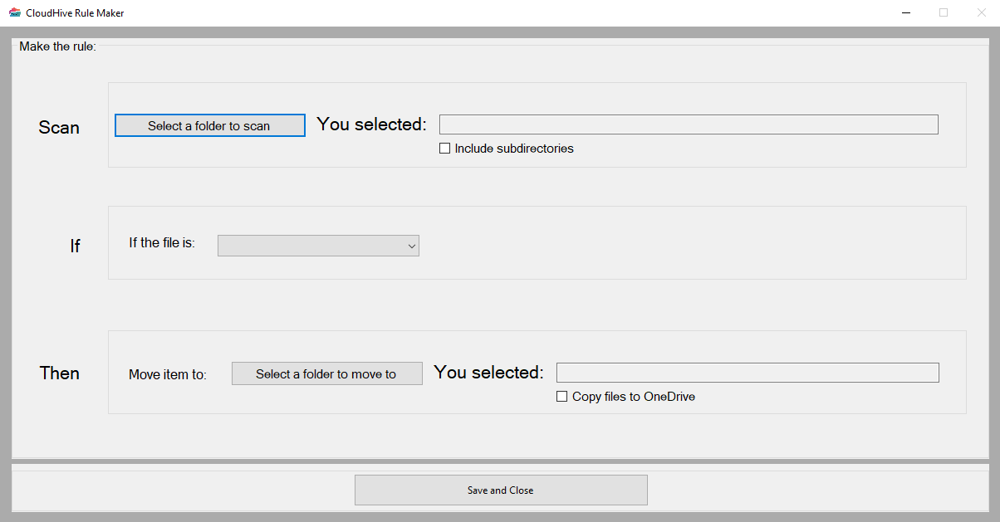 CloudHive Rule Maker
Make the rule:
Scan
Select a folder to scan
You selected:
Include subdirectories
If
If the file is:
Then
Move item to:
Select a folder to move to
You selected:
Copy files to OneDrive
Save and Close